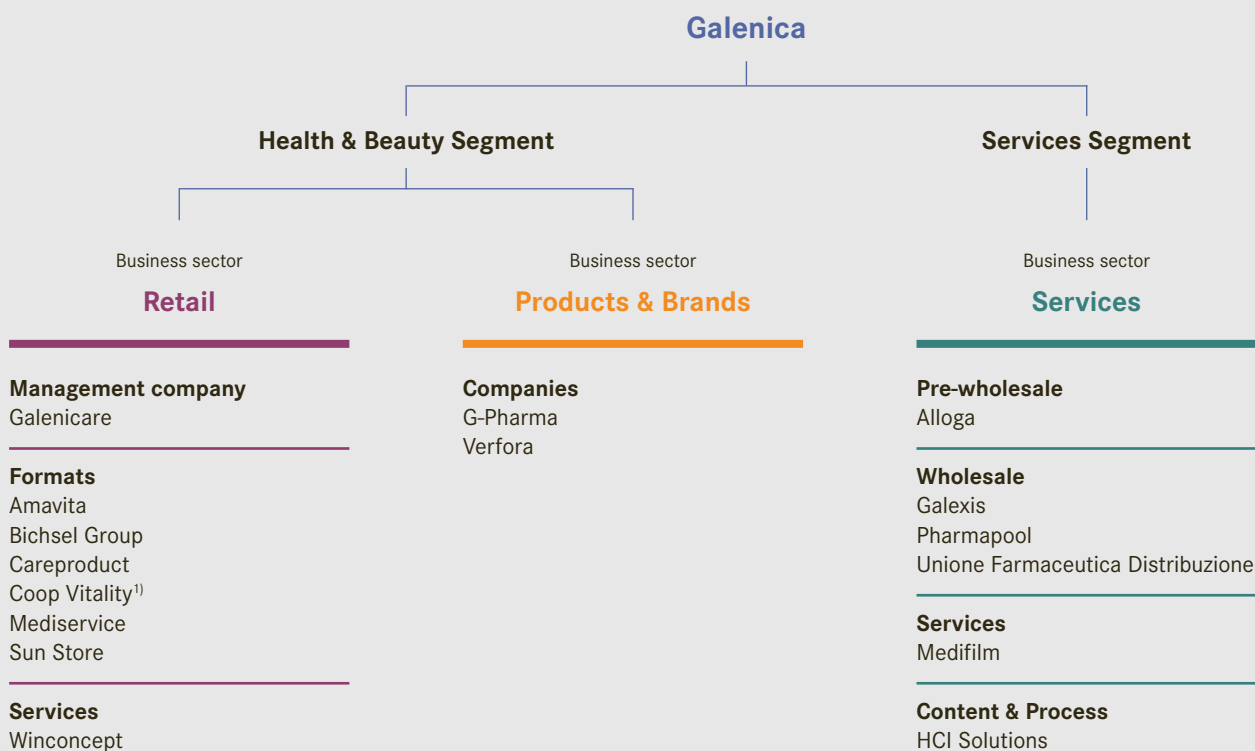 Galenica
Health & Beauty Segment
Services Segment
Business sector
Retail
Business sector
Products & Brands
Business sector
Services
Management company
Galenicare
Formats
Amavita
Bichsel Group
Careproduct
Coop Vitality1)
Mediservice
Sun Store
Services
Winconcept
Companies
G-Pharma
Verfora
Pre-wholesale
Alloga
Wholesale
Galexis
Pharmapool
Unione Farmaceutica Distribuzione
Services
Medifilm
Content & Process
HCI Solutions